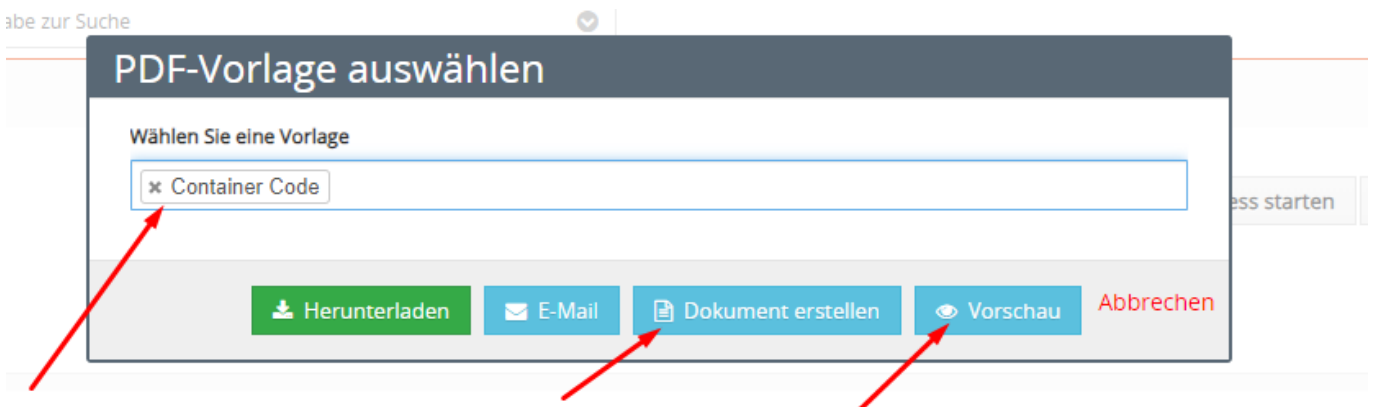 abe zur Suche
PDF-Vorlage auswählen
Wählen Sie eine Vorlage
× Container Code
ess starten
Herunterladen
E-Mail
Dokument erstellen
Vorschau
Abbrechen